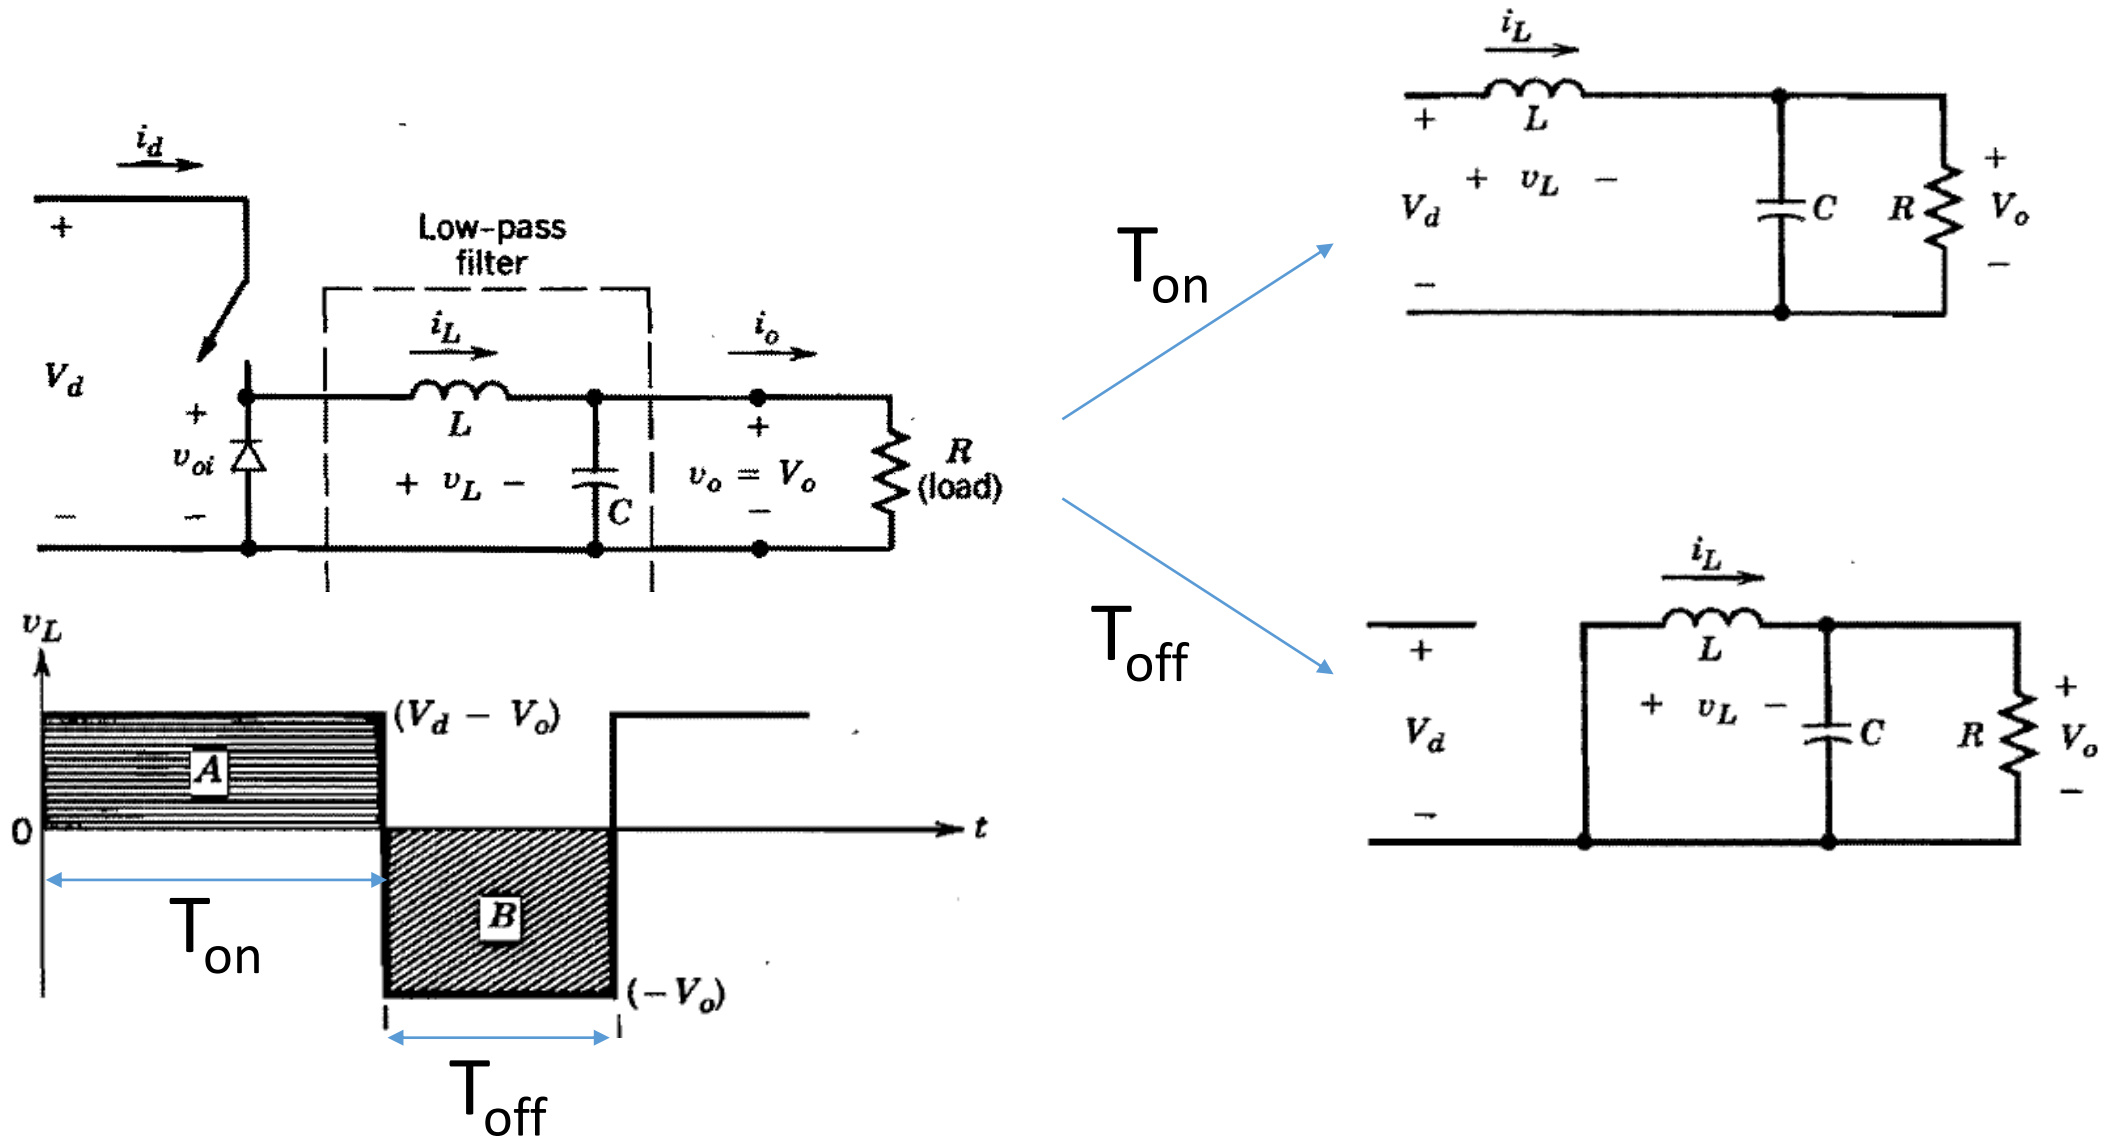 i_d
+
V_d
−
+
v_oi
−
Low-pass
filter
i_L
L
+ v_L −
C
i_o
+
v_o = V_o
−
R
(load)
T_on
i_L
L
+
V_d
−
+ v_L −
C
R
+
V_o
−
T_off
i_L
L
+
V_d
−
+ v_L −
C
R
+
V_o
−
v_L
(V_d − V_o)
A
0
t
T_on
B
(−V_o)
T_off